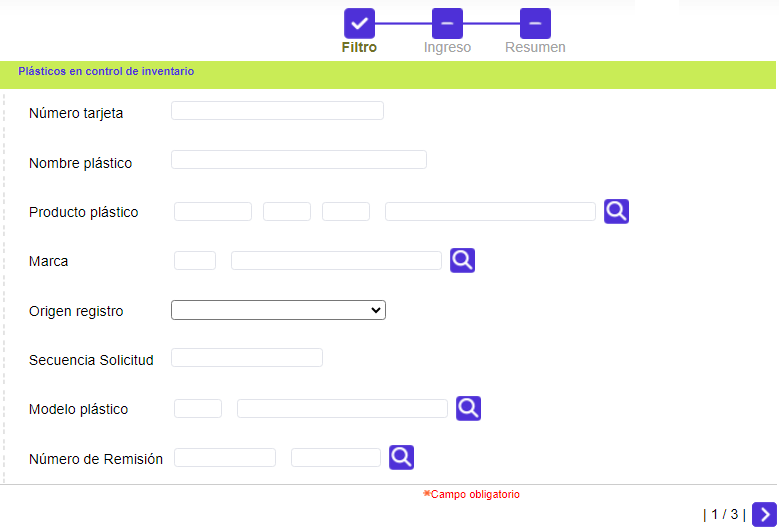 Filtro Ingreso Resumen
Plásticos en control de inventario
Número tarjeta
Nombre plástico
Producto plástico
Marca
Origen registro
Secuencia Solicitud
Modelo plástico
Número de Remisión
*Campo obligatorio
| 1 / 3 |